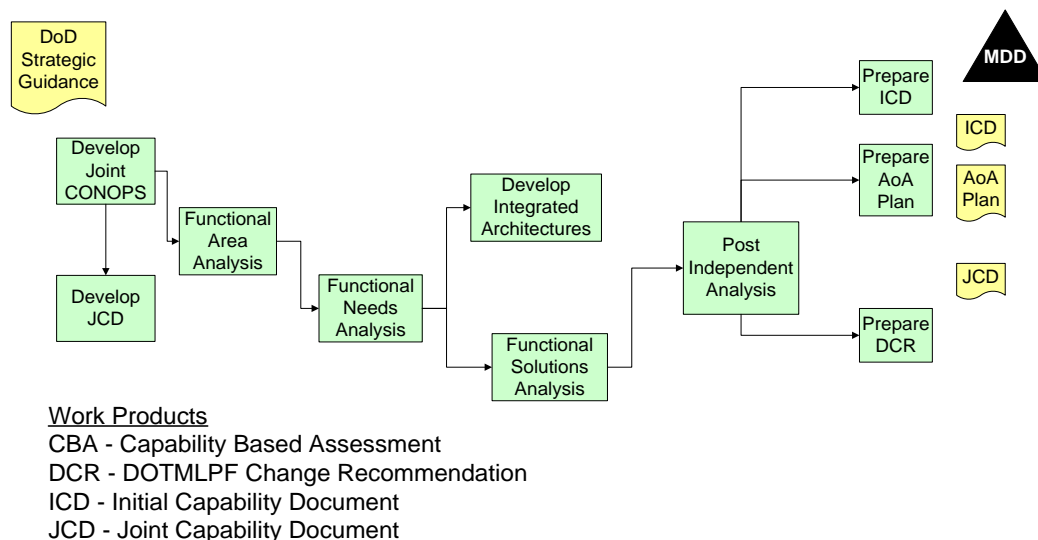 DoD
Strategic
Guidance
MDD
Prepare
ICD
ICD
Develop
Joint
CONOPS
Prepare
AoA
Plan
AoA
Plan
Develop
Integrated
Architectures
Functional
Area
Analysis
Post
Independent
Analysis
JCD
Develop
JCD
Functional
Needs
Analysis
Prepare
DCR
Functional
Solutions
Analysis
Work Products
CBA - Capability Based Assessment
DCR - DOTMLPF Change Recommendation
ICD - Initial Capability Document
JCD - Joint Capability Document